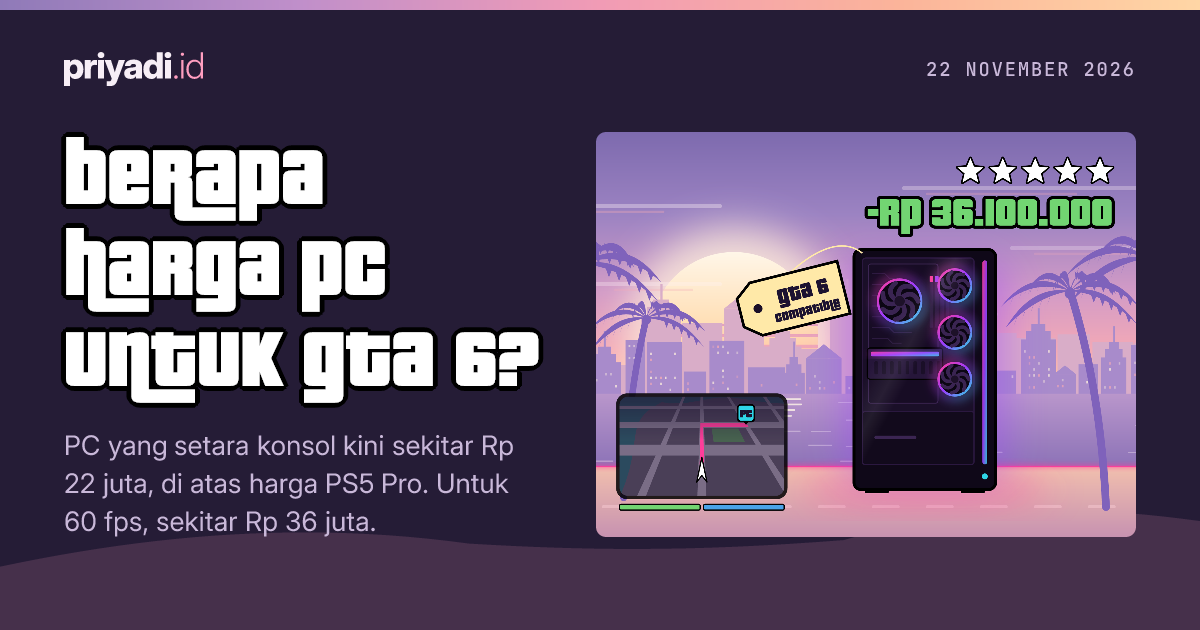 priyadi.id
22 NOVEMBER 2026
berapa
harga pc
untuk gta 6?
PC yang setara konsol kini sekitar Rp
22 juta, di atas harga PS5 Pro. Untuk
60 fps, sekitar Rp 36 juta.
-Rp 36.100.000
gta 6
compatible
PC